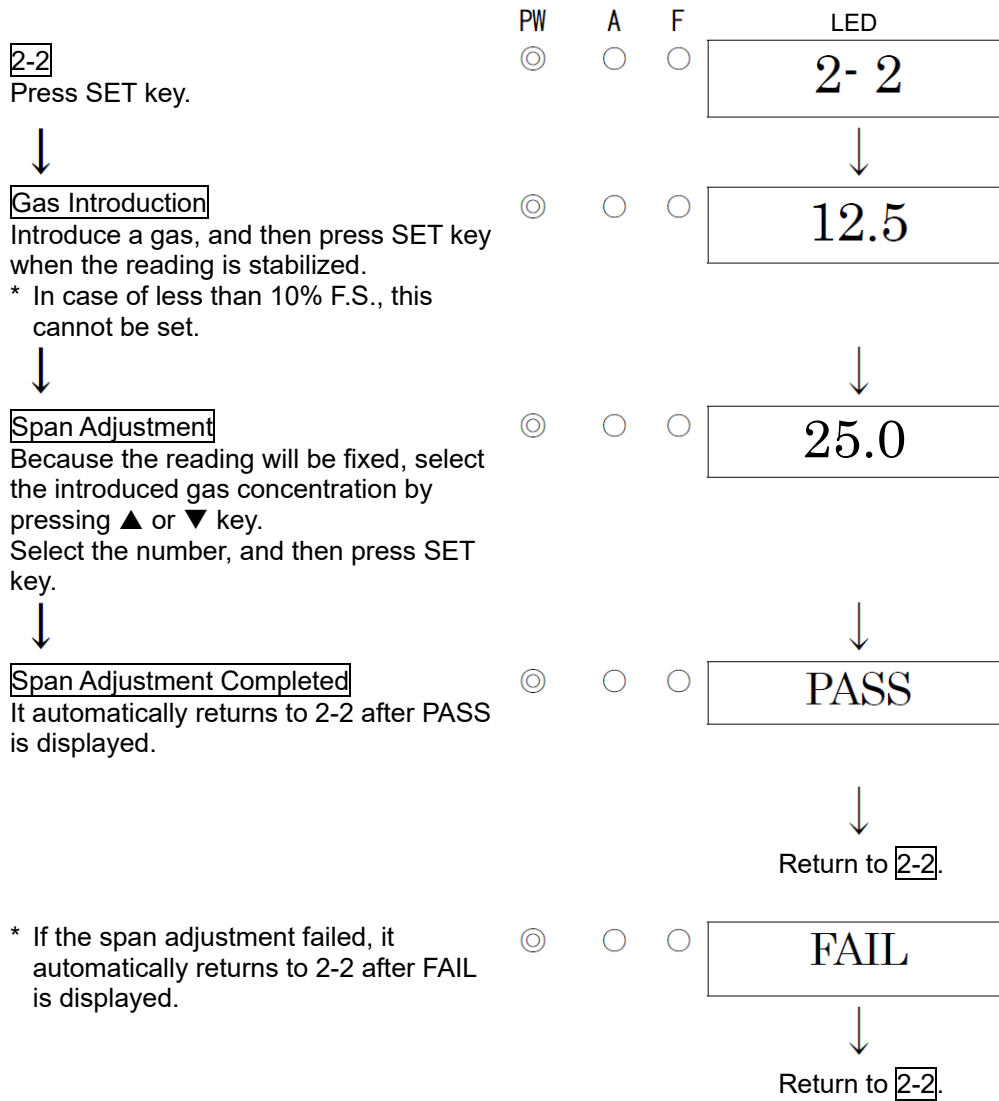 PW A F LED
2-2
2- 2
Press SET key.
Gas Introduction
12.5
Introduce a gas, and then press SET key
when the reading is stabilized.
* In case of less than 10% F.S., this
cannot be set.
Span Adjustment
25.0
Because the reading will be fixed, select
the introduced gas concentration by
pressing ▲ or ▼ key.
Select the number, and then press SET
key.
Span Adjustment Completed
PASS
It automatically returns to 2-2 after PASS
is displayed.
Return to 2-2.
* If the span adjustment failed, it
automatically returns to 2-2 after FAIL
is displayed.
FAIL
Return to 2-2.